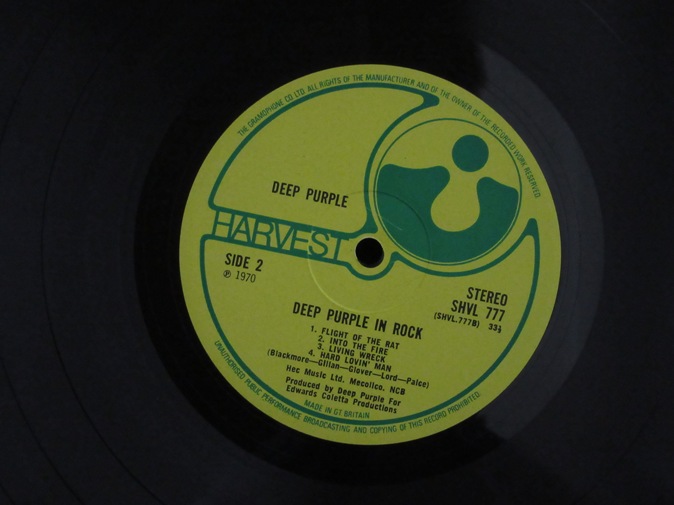 THE GRAMOPHONE CO LTD. ALL RIGHTS OF THE MANUFACTURER AND OF THE OWNER OF THE RECORDED WORK RESERVED
DEEP PURPLE
HARVEST
SIDE 2
℗ 1970
STEREO
SHVL 777
(SHVL.777B) 33⅓
DEEP PURPLE IN ROCK
1. FLIGHT OF THE RAT
2. INTO THE FIRE
3. LIVING WRECK
4. HARD LOVIN' MAN
(Blackmore—Gillan—Glover—Lord—Paice)
Hec Music Ltd. Mecolico, NCB
Produced by Deep Purple For
Edwards Coletta Productions
MADE IN GT BRITAIN
UNAUTHORISED PUBLIC PERFORMANCE BROADCASTING AND COPYING OF THIS RECORD PROHIBITED.